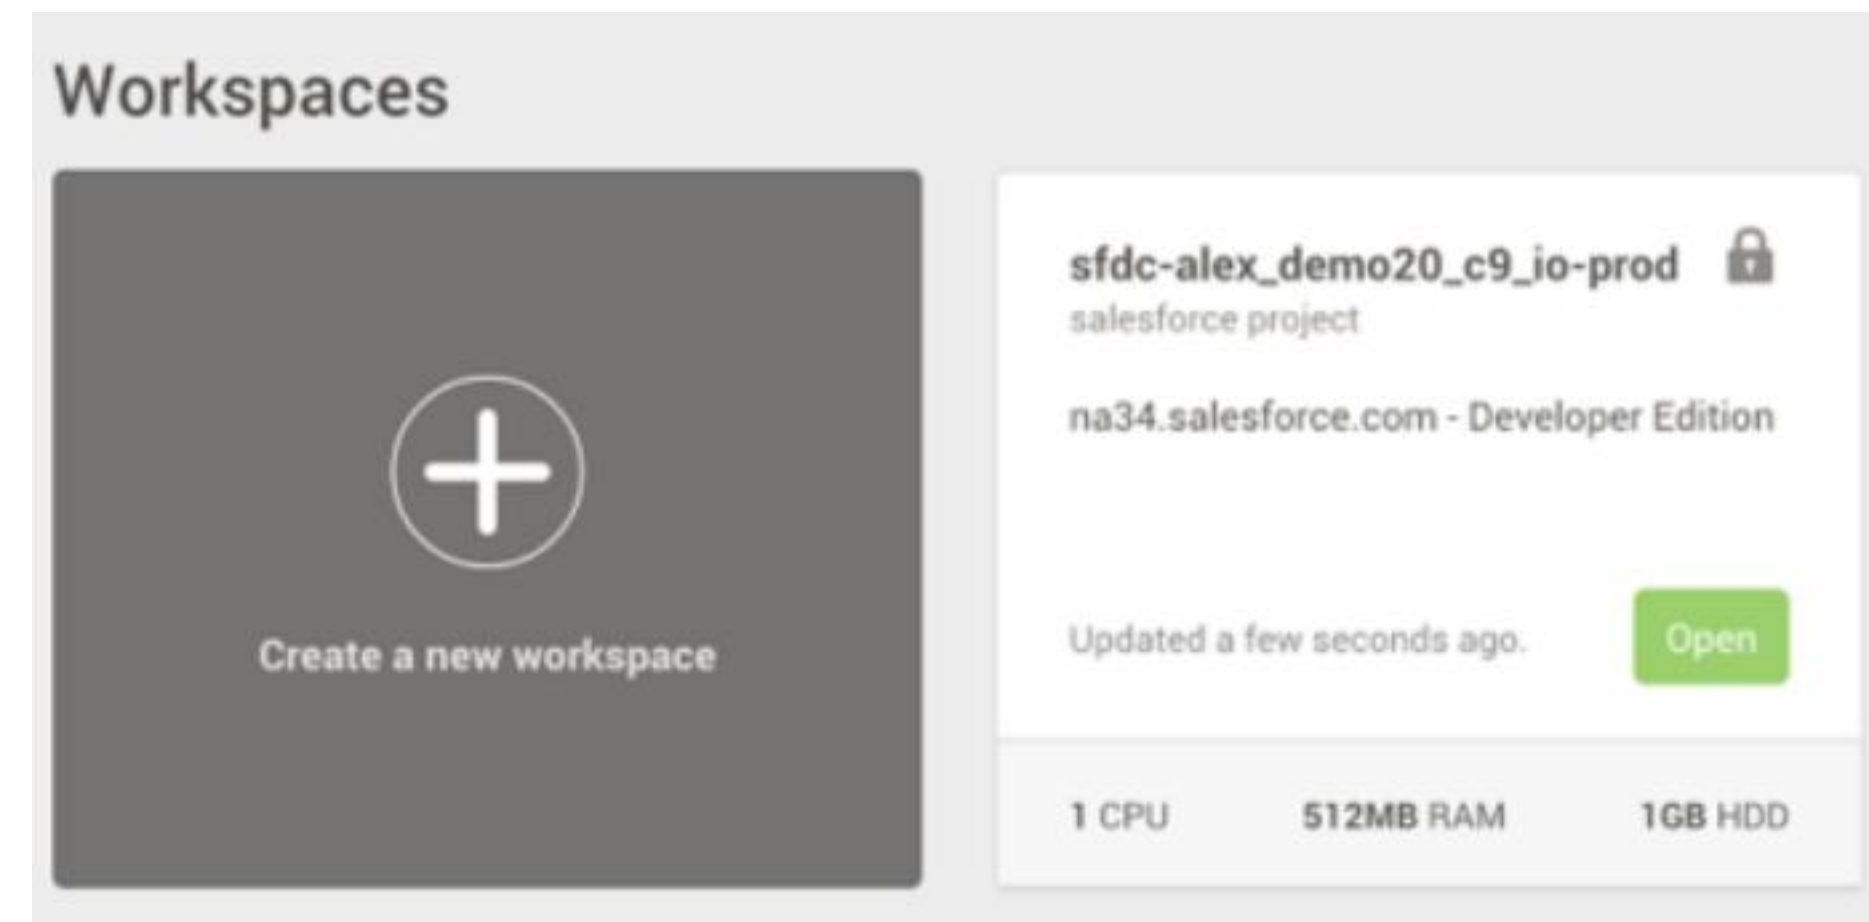 Workspaces
Create a new workspace
sfdc-alex_demo20_c9_io-prod
salesforce project
na34.salesforce.com - Developer Edition
Updated a few seconds ago.
Open
1 CPU
512MB RAM
1GB HDD